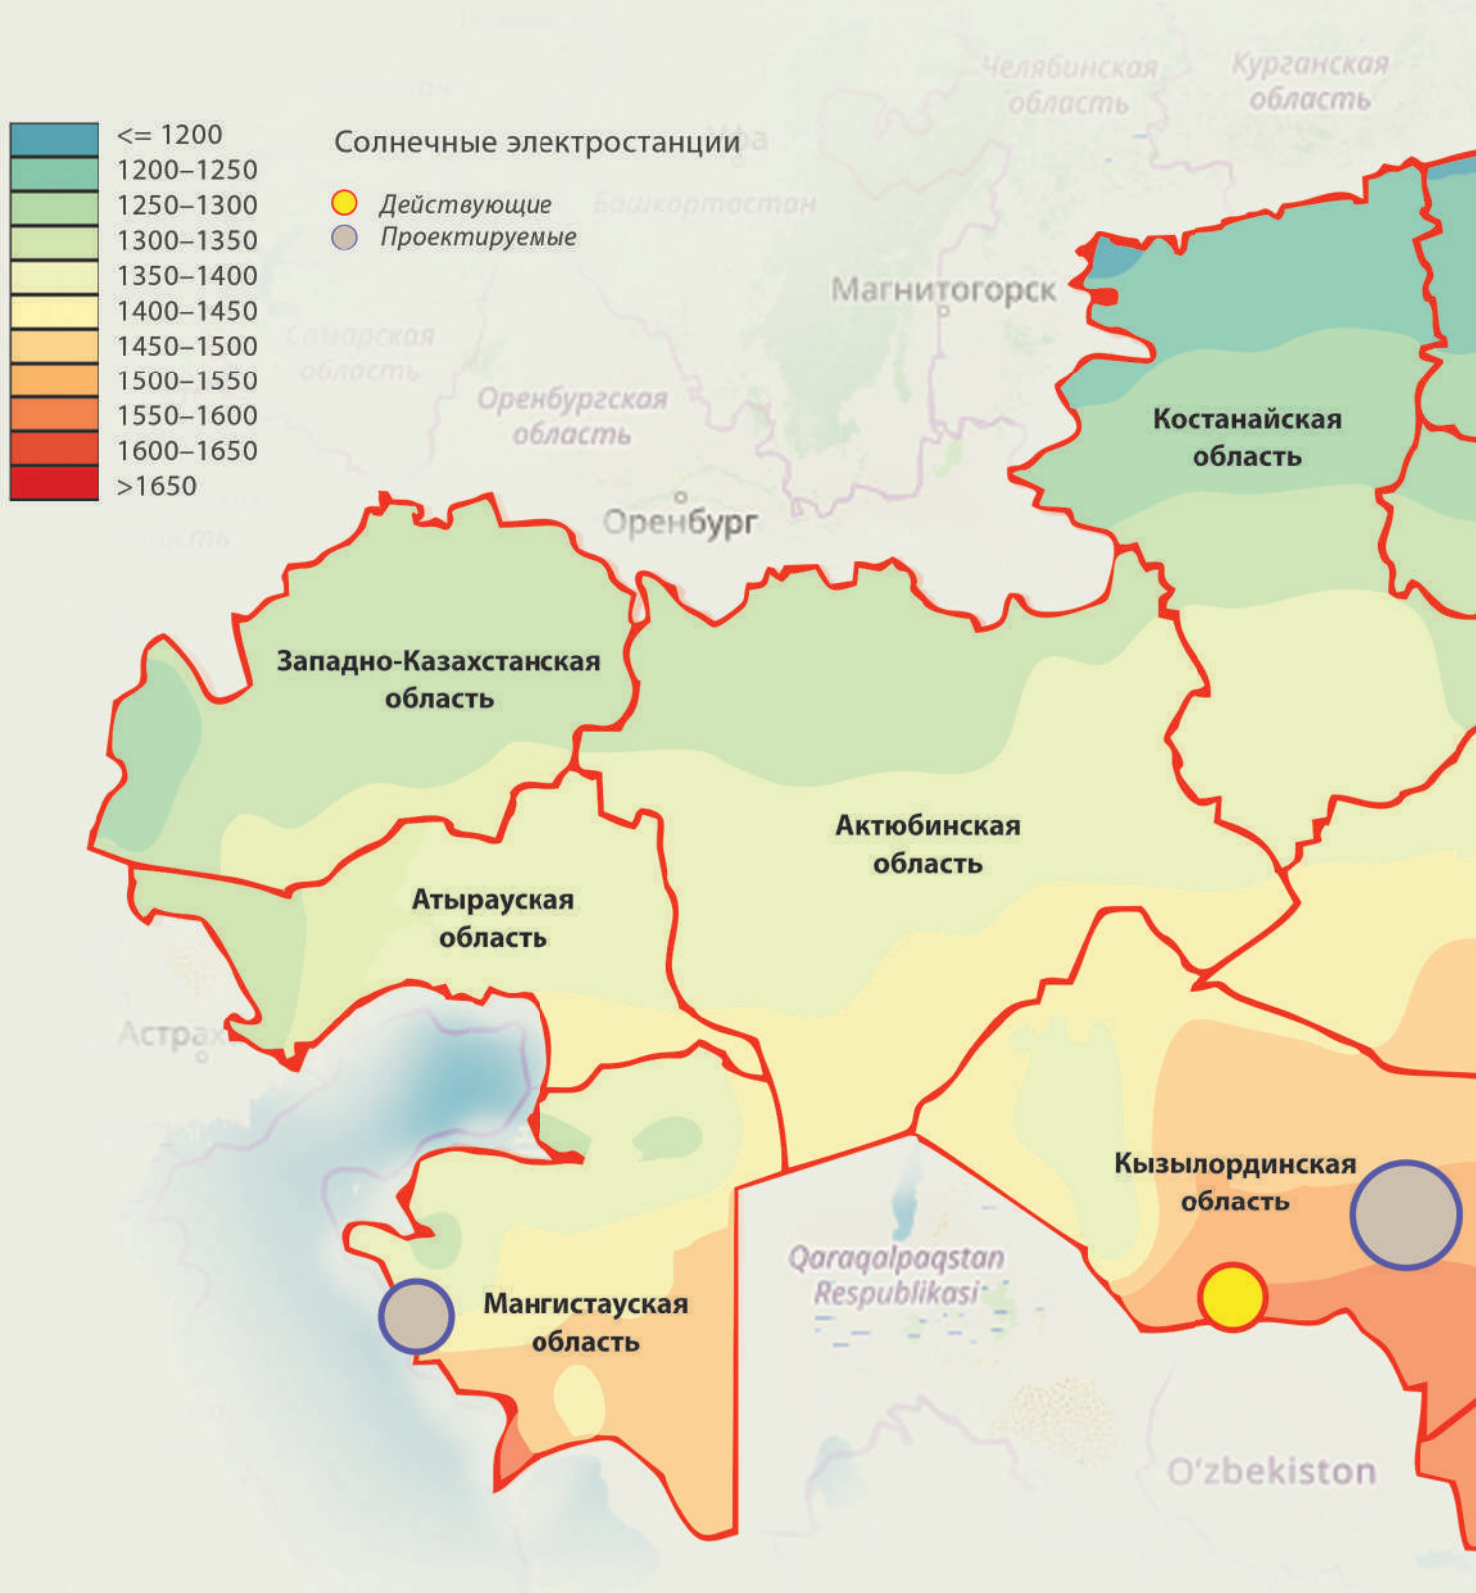 <= 1200
1200–1250
1250–1300
1300–1350
1350–1400
1400–1450
1450–1500
1500–1550
1550–1600
1600–1650
>1650
Солнечные электростанции
Действующие
Проектируемые
Челябинская
область
Курганская
область
Башкортостан
Магнитогорск
Самарская
область
Оренбургская
область
Оренбург
Костанайская
область
Западно-Казахстанская
область
Актюбинская
область
Атырауская
область
Кызылординская
область
Qaraqalpaqstan
Respublikasi
Мангистауская
область
O‘zbekiston